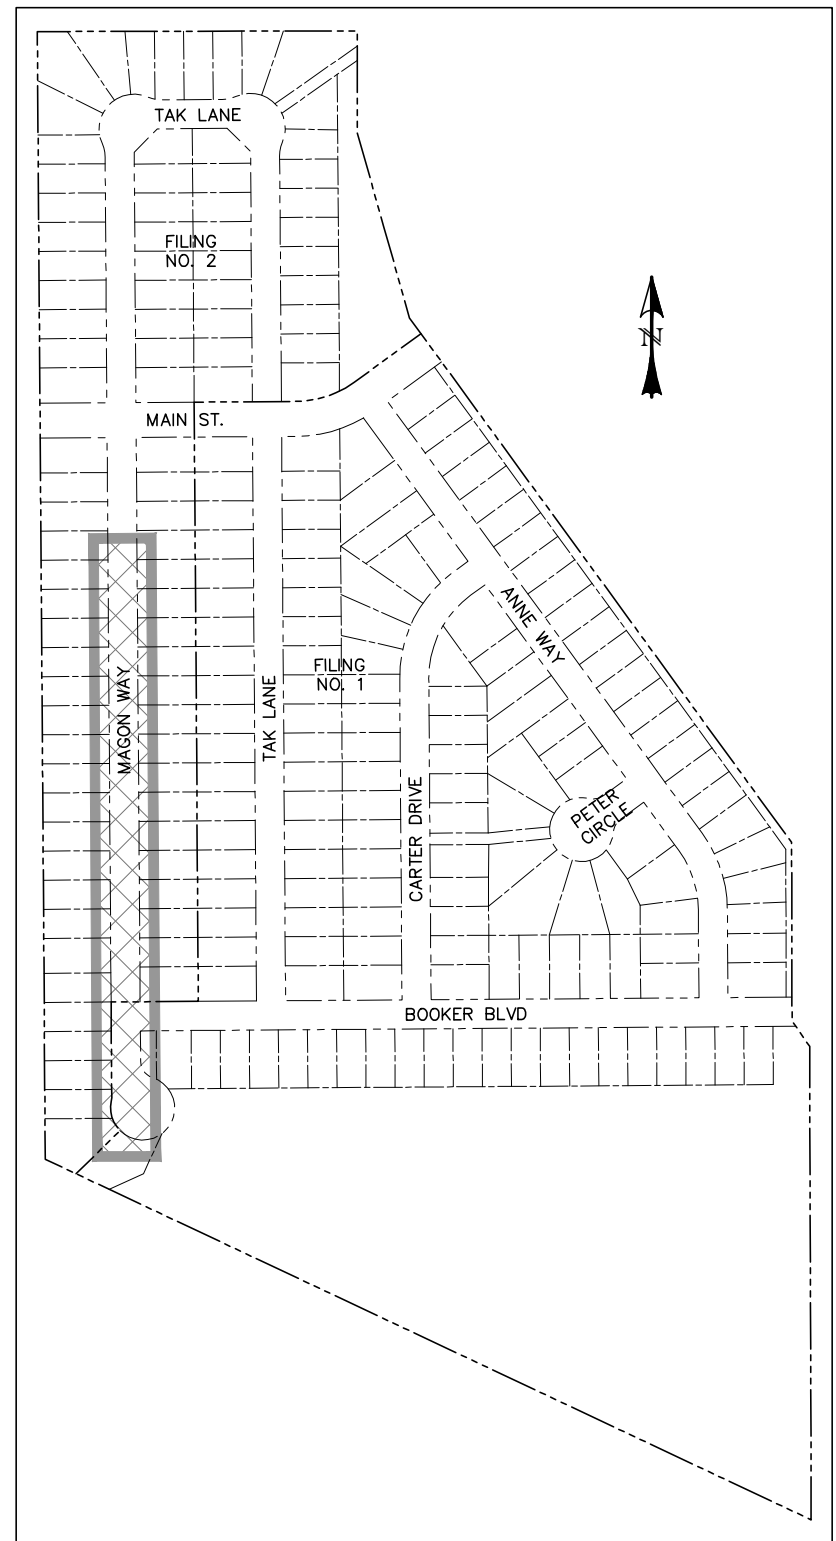 TAK LANE
FILING
NO. 2
N
MAIN ST.
ANNE WAY
FILING
NO. 1
MAGON WAY
TAK LANE
CARTER DRIVE
PETER
CIRCLE
BOOKER BLVD